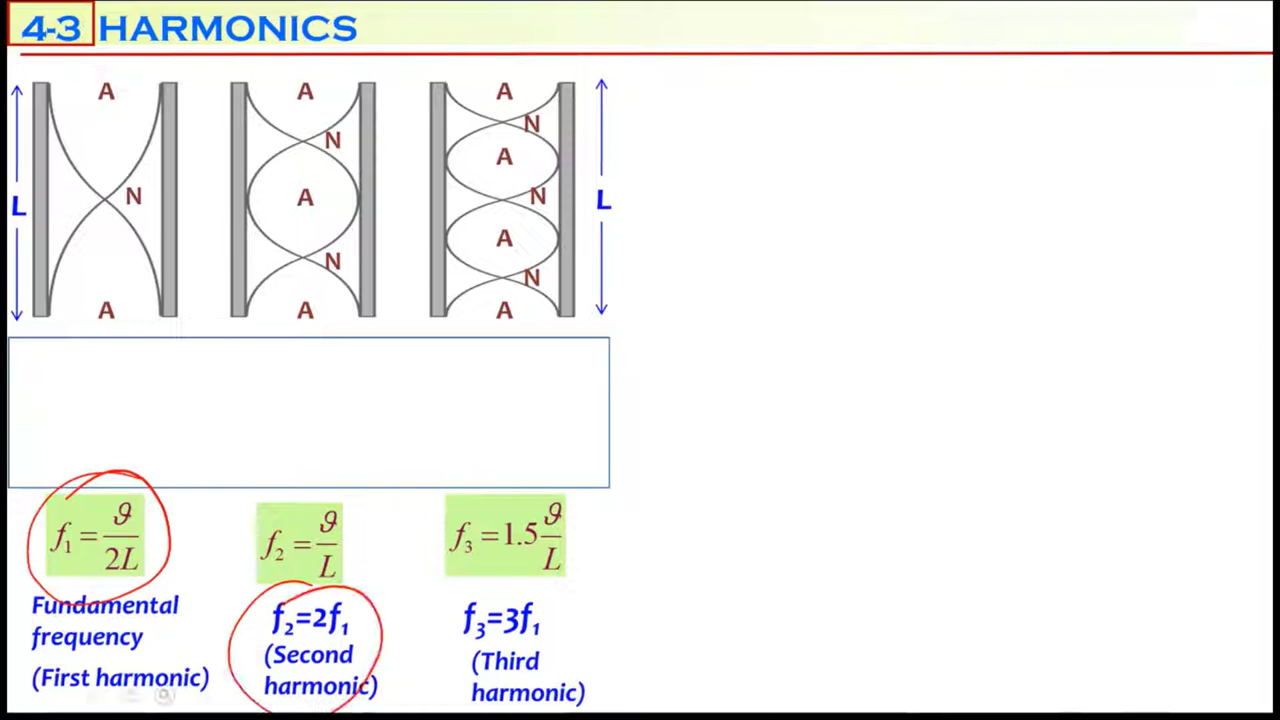 4-3 HARMONICS
A A A
N N
A
L N A N L
A
N N
A A A
f₁ = ϑ/2L f₂ = ϑ/L f₃ = 1.5 ϑ/L
Fundamental
frequency
(First harmonic)
f₂=2f₁
(Second
harmonic)
f₃=3f₁
(Third
harmonic)